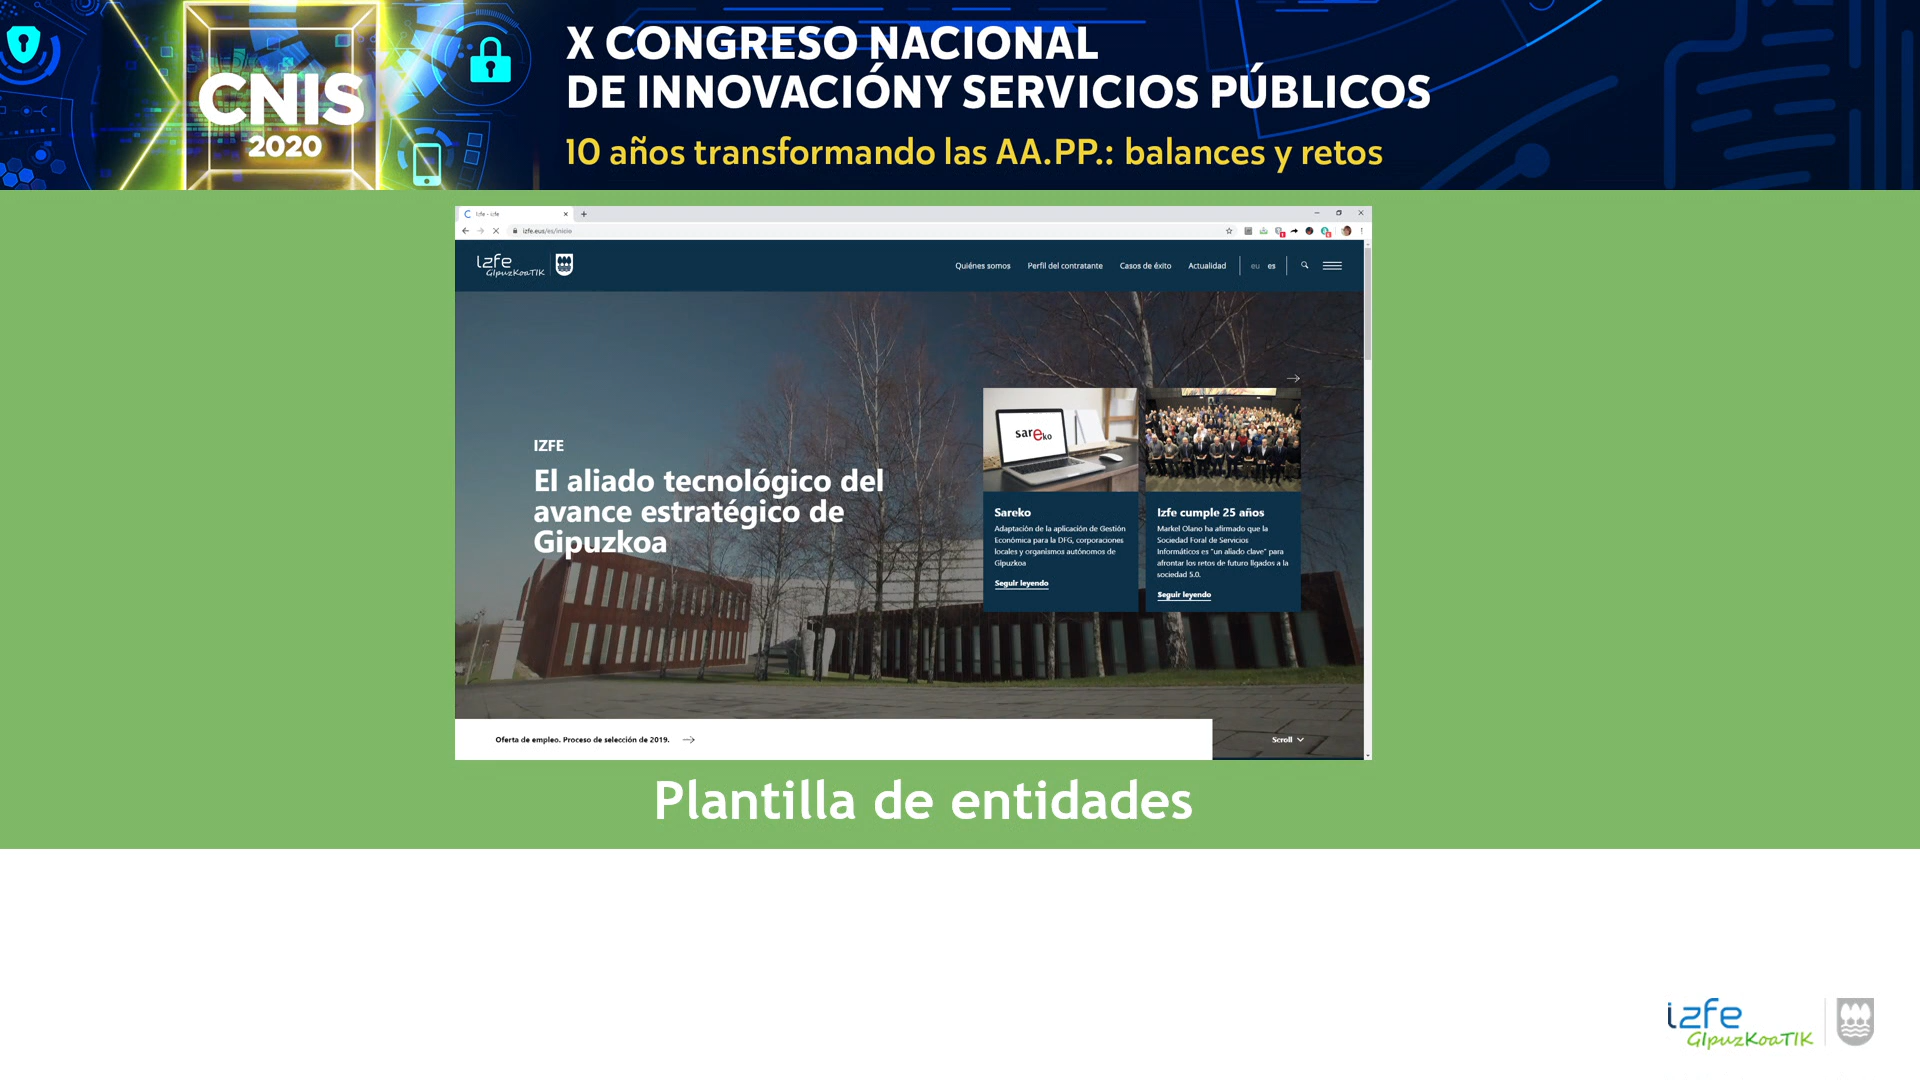 CNIS
2020
X CONGRESO NACIONAL
DE INNOVACIÓNY SERVICIOS PÚBLICOS
10 años transformando las AA.PP.: balances y retos
Izfe - Izfe
izfe.eus/es/inicio
izfe
GIpuzKoaTIK
Quiénes somos
Perfil del contratante
Casos de éxito
Actualidad
eu
es
IZFE
El aliado tecnológico del
avance estratégico de
Gipuzkoa
sareko
Sareko
Adaptación de la aplicación de Gestión
Económica para la DFG, corporaciones
locales y organismos autónomos de
Gipuzkoa
Seguir leyendo
Izfe cumple 25 años
Markel Olano ha afirmado que la
Sociedad Foral de Servicios
Informáticos es "un aliado clave" para
afrontar los retos de futuro ligados a la
sociedad 5.0.
Seguir leyendo
Oferta de empleo. Proceso de selección de 2019.
Scroll
Plantilla de entidades
izfe
GIpuzKoaTIK